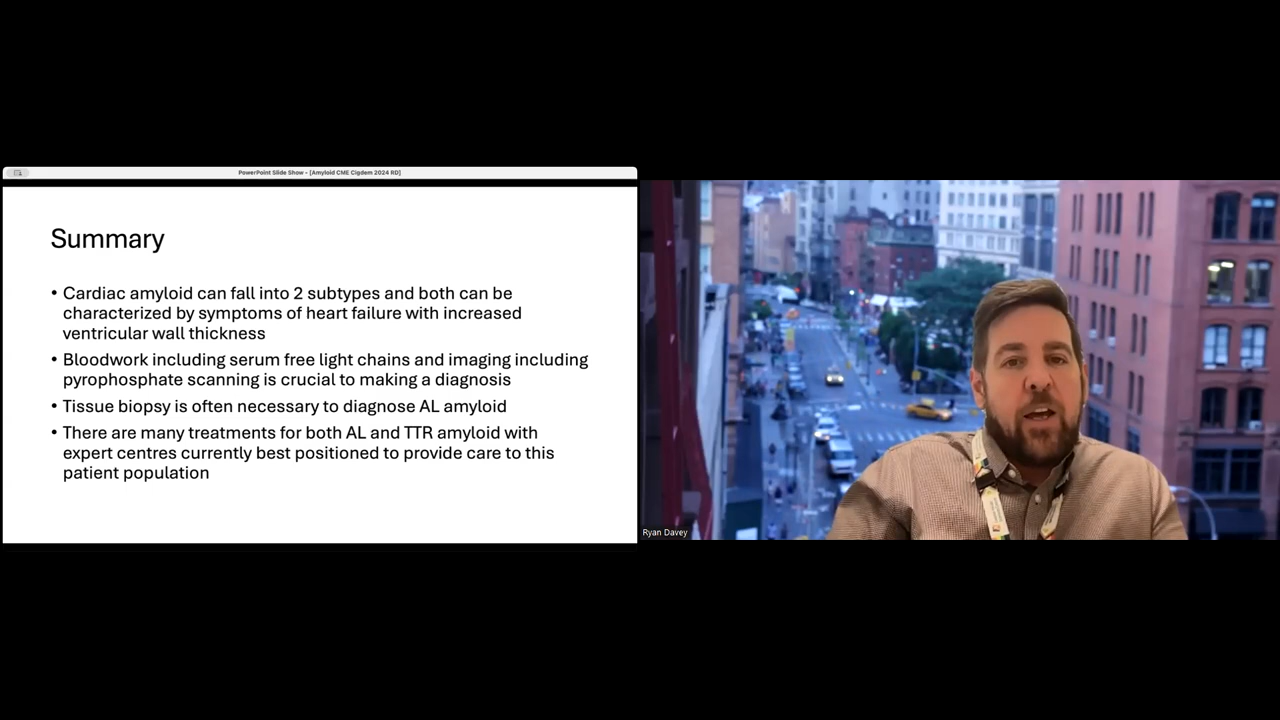 PowerPoint Slide Show - [Amyloid CME Cigdem 2024 RD]
Summary
• Cardiac amyloid can fall into 2 subtypes and both can be
characterized by symptoms of heart failure with increased
ventricular wall thickness
• Bloodwork including serum free light chains and imaging including
pyrophosphate scanning is crucial to making a diagnosis
• Tissue biopsy is often necessary to diagnose AL amyloid
• There are many treatments for both AL and TTR amyloid with
expert centres currently best positioned to provide care to this
patient population
Ryan Davey